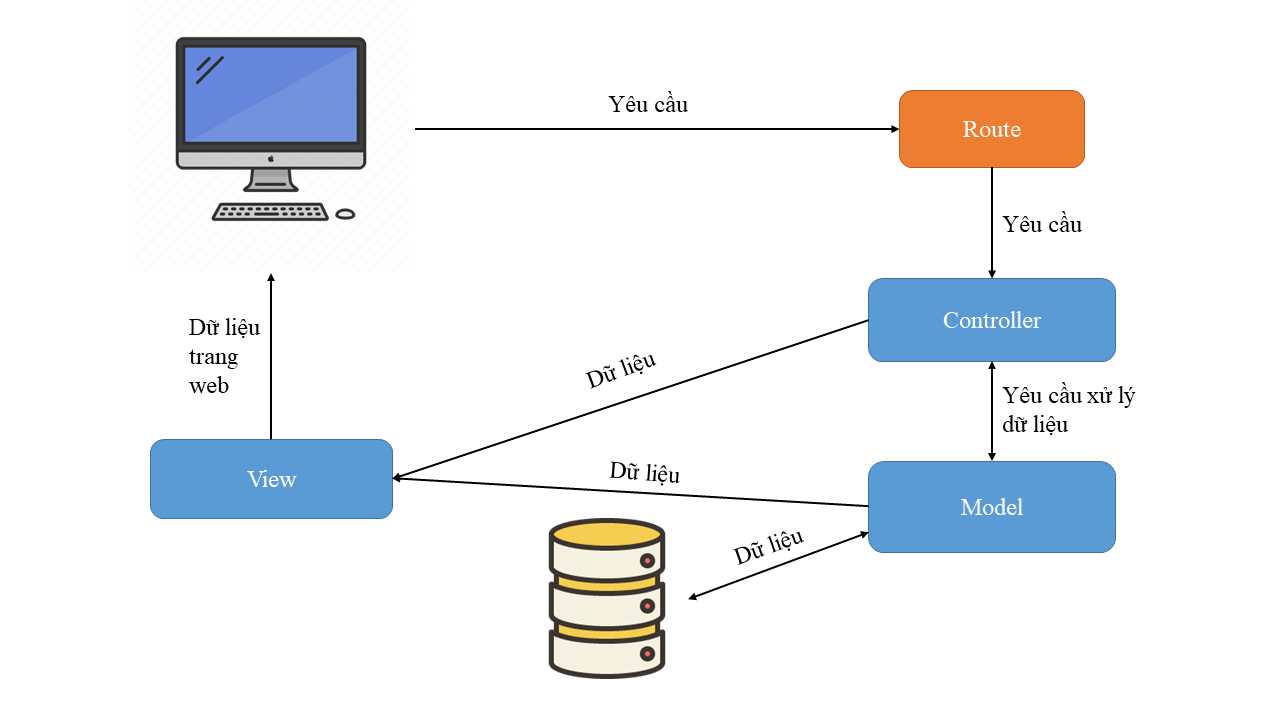 Yêu cầu
Route
Yêu cầu
Controller
Dữ liệu
trang
web
Dữ liệu
Yêu cầu xử lý
dữ liệu
View
Dữ liệu
Model
Dữ liệu